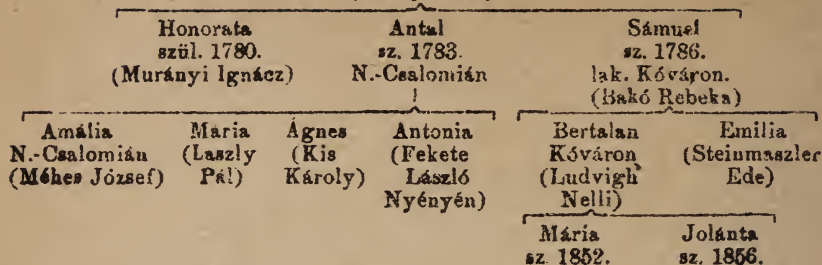 Honorata Antal Sámuel
szül. 1780. sz. 1783. sz. 1786.
(Murányi Ignácz) N.-Csalomián lak. Kóváron.
(Bakó Rebeka)
Amália Mária Ágnes Antonia Bertalan Emilia
N.-Csalomián (Laszly (Kis (Fekete Kóváron (Steinmaszler
(Méhes József) Pál) Károly) László (Ludvigh Ede)
Nyényén) Nelli)
Mária Jolánta
sz. 1852. sz. 1856.